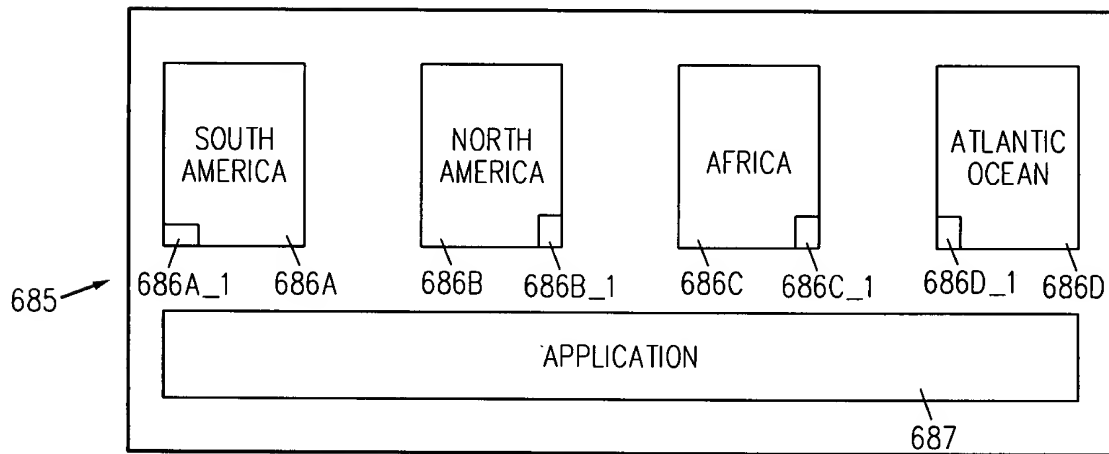 SOUTH
AMERICA
NORTH
AMERICA
AFRICA
ATLANTIC
OCEAN
686A_1
686A
686B
686B_1
686C
686C_1
686D_1
686D
685
APPLICATION
687